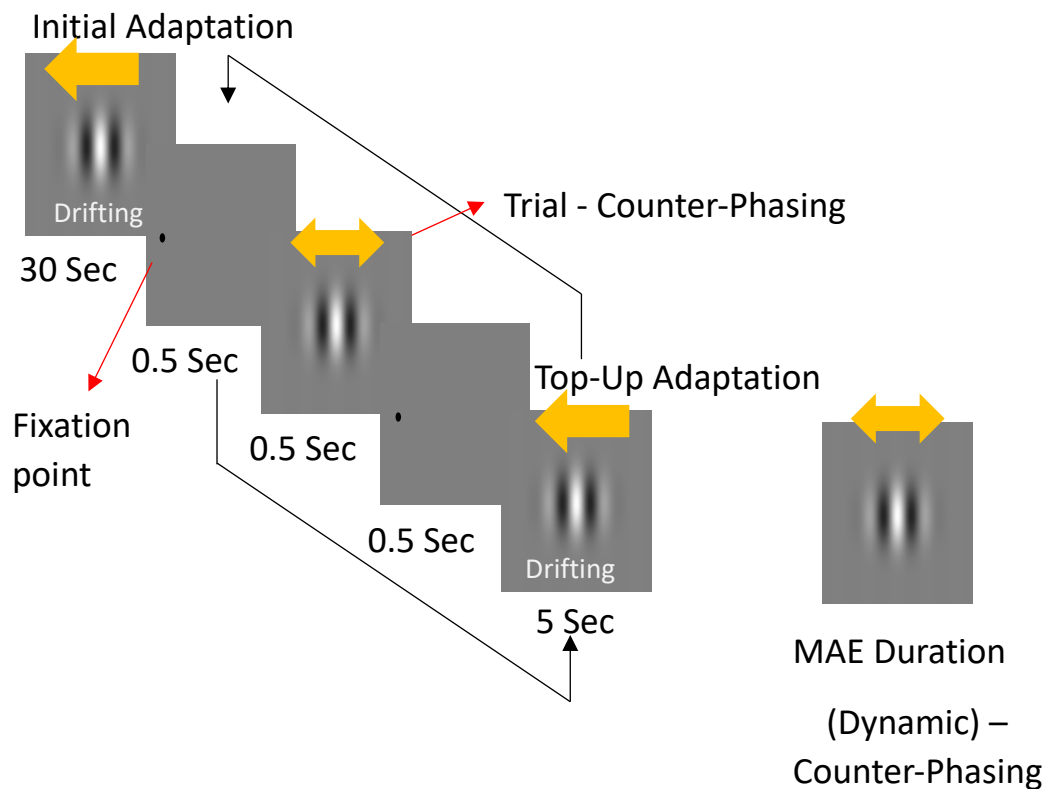 Initial Adaptation
Drifting
30 Sec
Trial - Counter-Phasing
0.5 Sec
Fixation
point
0.5 Sec
Top-Up Adaptation
0.5 Sec
Drifting
5 Sec
MAE Duration
(Dynamic) –
Counter-Phasing